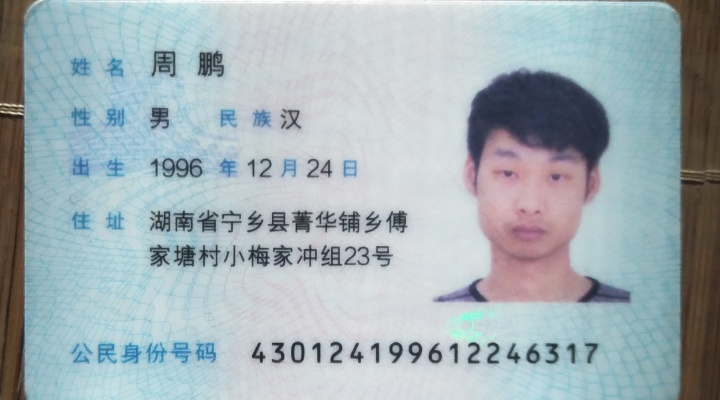 姓名 周鹏
性别 男 民族 汉
出生 1996 年 12 月 24 日
住址 湖南省宁乡县菁华铺乡傅
家塘村小梅家冲组23号
公民身份号码 430124199612246317